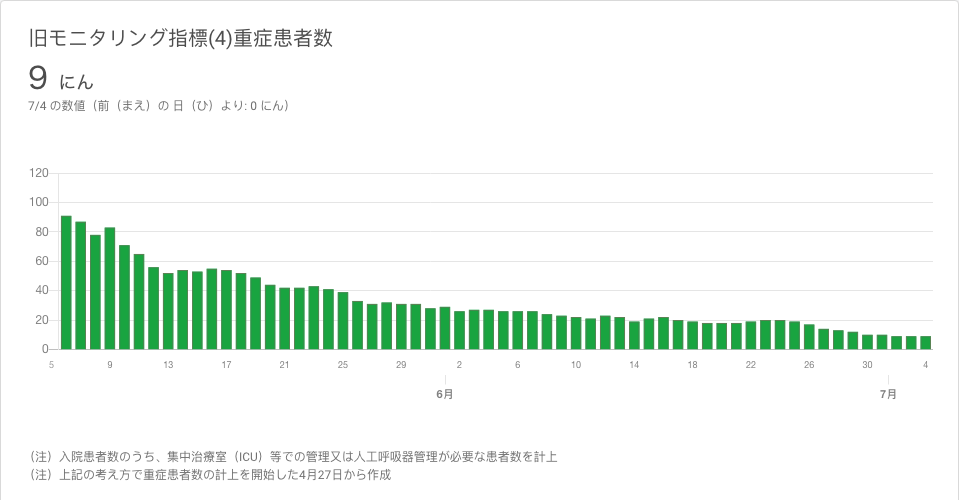 旧モニタリング指標(4)重症患者数
9 にん
7/4 の数値（前（まえ）の 日（ひ）より: 0 にん）
120
100
80
60
40
20
0
5 9 13 17 21 25 29 2 6 10 14 18 22 26 30 4
6月 7月
（注）入院患者数のうち、集中治療室（ICU）等での管理又は人工呼吸器管理が必要な患者数を計上
（注）上記の考え方で重症患者数の計上を開始した4月27日から作成